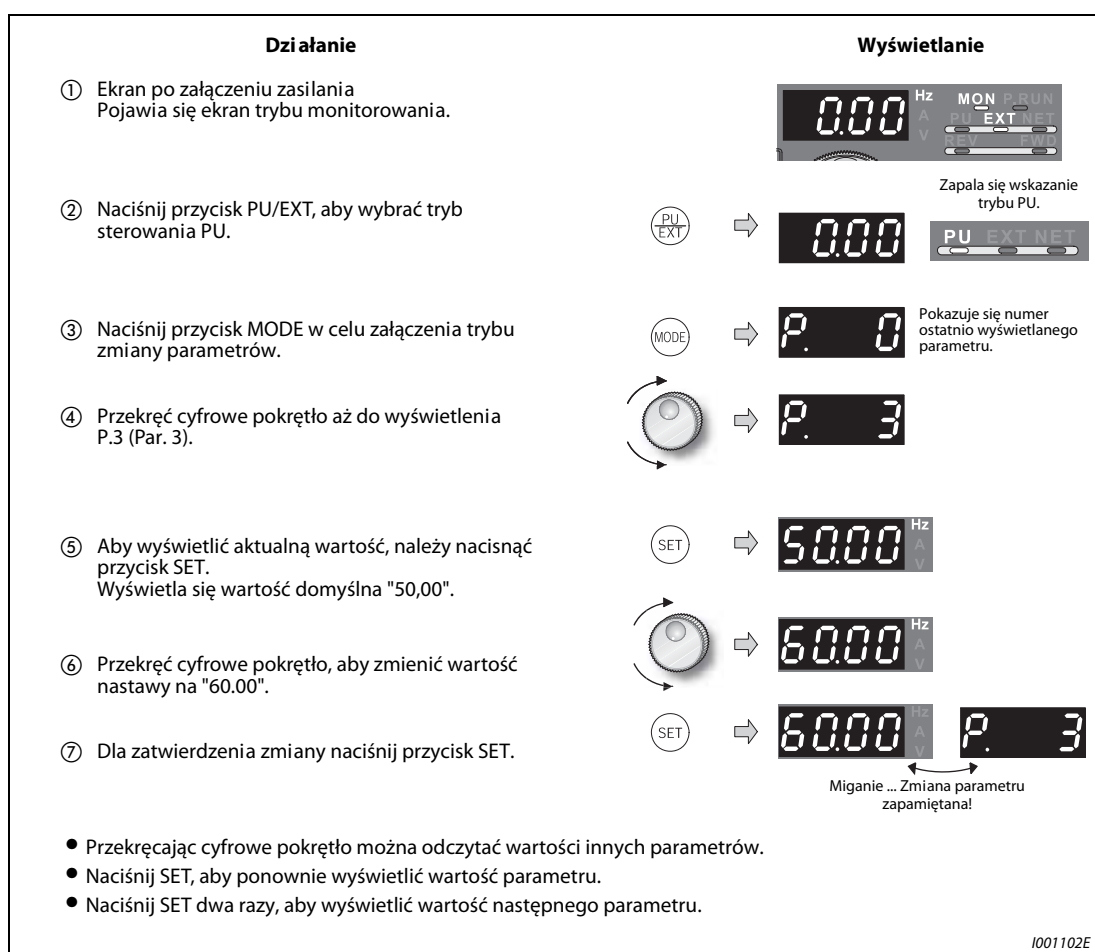 Działanie
Wyświetlanie
① Ekran po załączeniu zasilania
Pojawia się ekran trybu monitorowania.
0.00 Hz A V MON P.RUN
PU EXT NET
REV FWD
② Naciśnij przycisk PU/EXT, aby wybrać tryb
sterowania PU.
PU
EXT
0.00
Zapala się wskazanie
trybu PU.
PU EXT NET
③ Naciśnij przycisk MODE w celu załączenia trybu
zmiany parametrów.
MODE
P. 0
Pokazuje się numer
ostatnio wyświetlanego
parametru.
④ Przekręć cyfrowe pokrętło aż do wyświetlenia
P.3 (Par. 3).
P. 3
⑤ Aby wyświetlić aktualną wartość, należy nacisnąć
przycisk SET.
Wyświetla się wartość domyślna "50,00".
SET
50.00 Hz A V
⑥ Przekręć cyfrowe pokrętło, aby zmienić wartość
nastawy na "60.00".
60.00 Hz A V
⑦ Dla zatwierdzenia zmiany naciśnij przycisk SET.
SET
60.00 Hz A V
P. 3
Miganie ... Zmiana parametru
zapamiętana!
• Przekręcając cyfrowe pokrętło można odczytać wartości innych parametrów.
• Naciśnij SET, aby ponownie wyświetlić wartość parametru.
• Naciśnij SET dwa razy, aby wyświetlić wartość następnego parametru.
I001102E